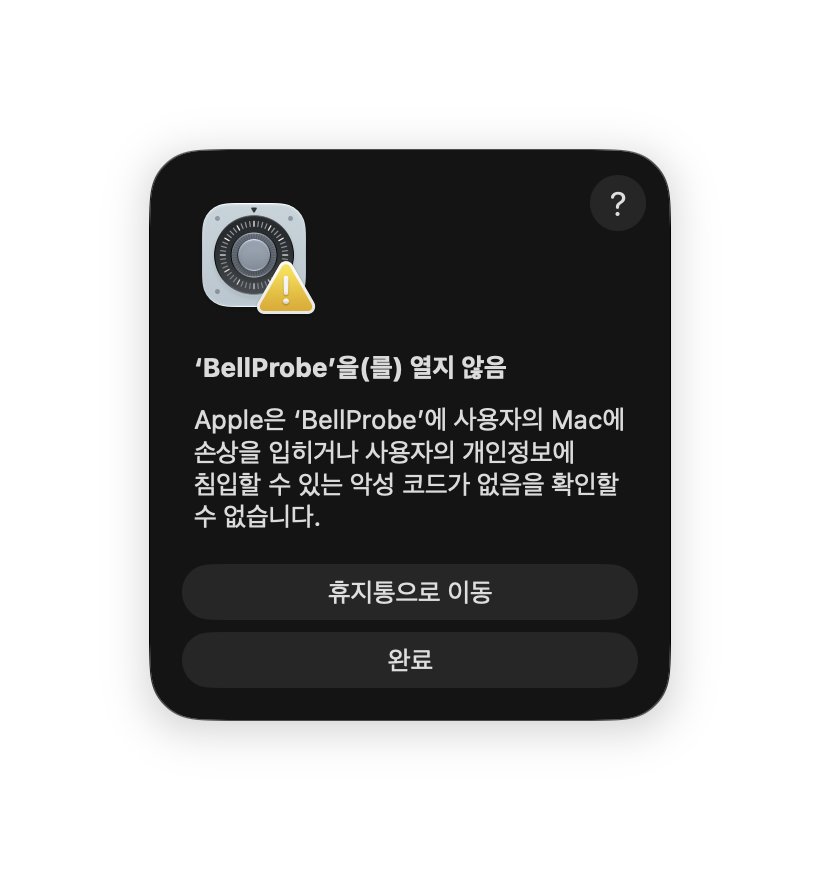 ?
‘BellProbe’을(를) 열지 않음
Apple은 ‘BellProbe’에 사용자의 Mac에
손상을 입히거나 사용자의 개인정보에
침입할 수 있는 악성 코드가 없음을 확인할
수 없습니다.
휴지통으로 이동
완료